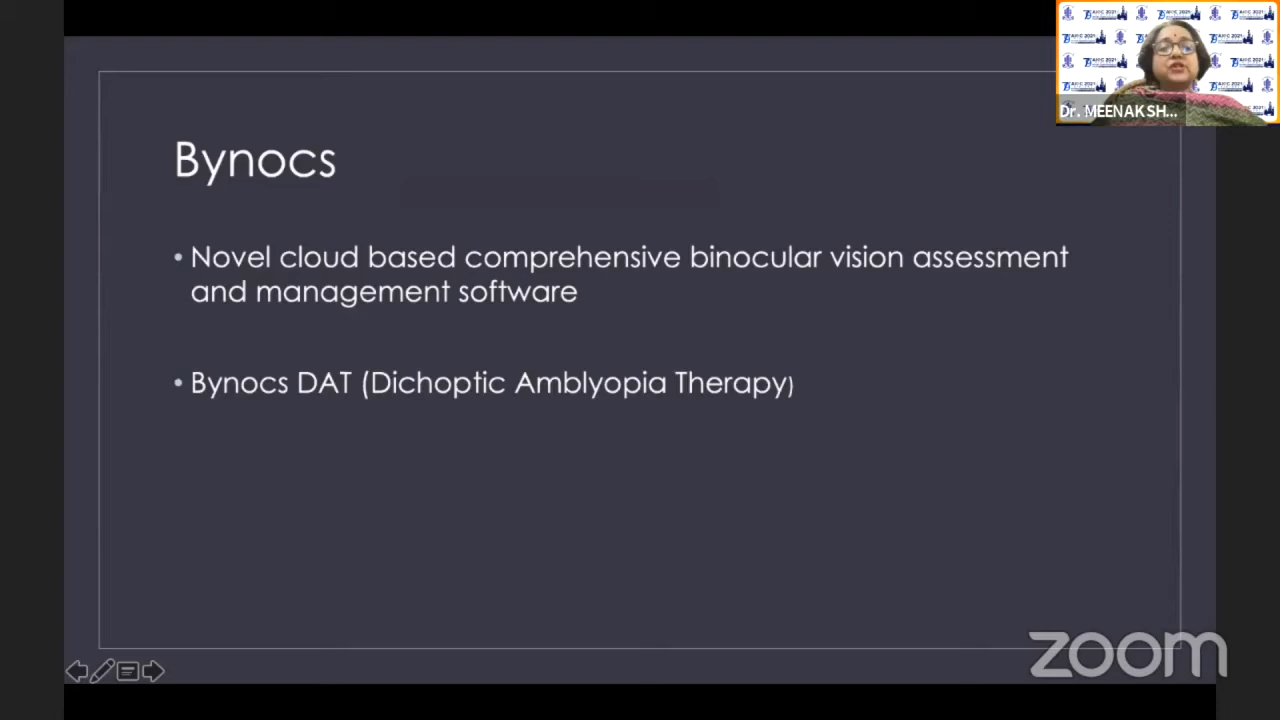 Bynocs
• Novel cloud based comprehensive binocular vision assessment
and management software
• Bynocs DAT (Dichoptic Amblyopia Therapy)
Dr. MEENAKSH...
zoom